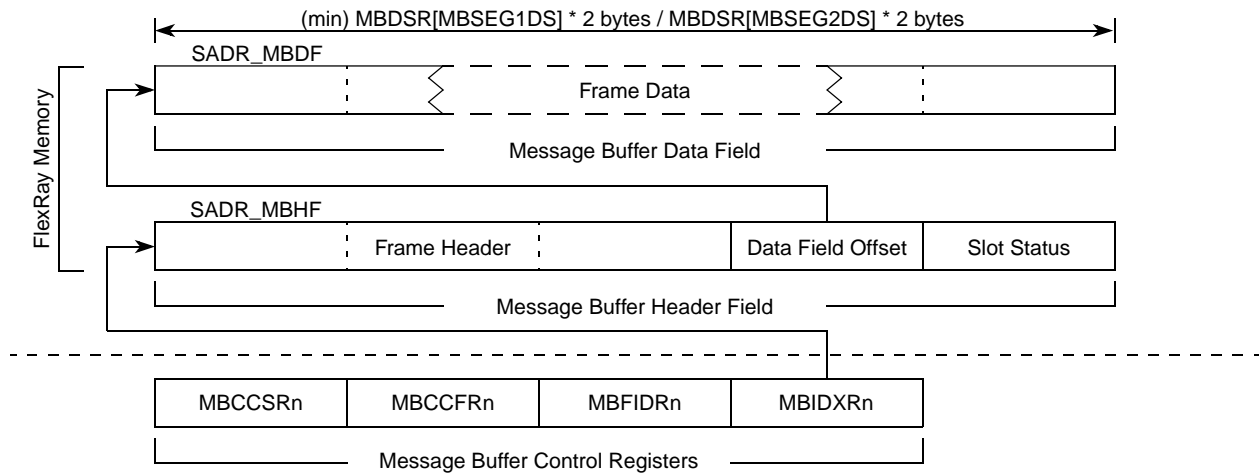 (min) MBDSR[MBSEG1DS] * 2 bytes / MBDSR[MBSEG2DS] * 2 bytes
SADR_MBDF
Frame Data
Message Buffer Data Field
FlexRay Memory
SADR_MBHF
Frame Header
Data Field Offset
Slot Status
Message Buffer Header Field
MBCCSRn
MBCCFRn
MBFIDRn
MBIDXRn
Message Buffer Control Registers